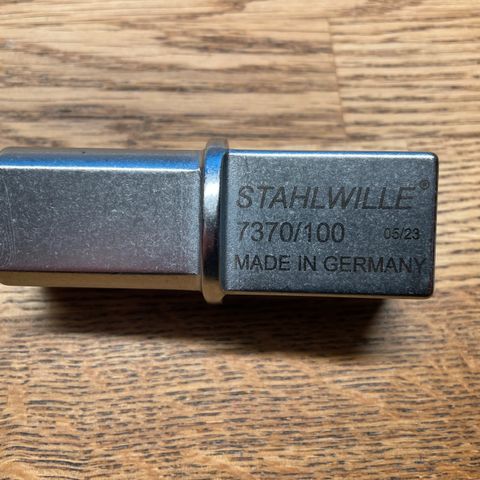 STAHLWILLE®
7370/100 05/23
MADE IN GERMANY